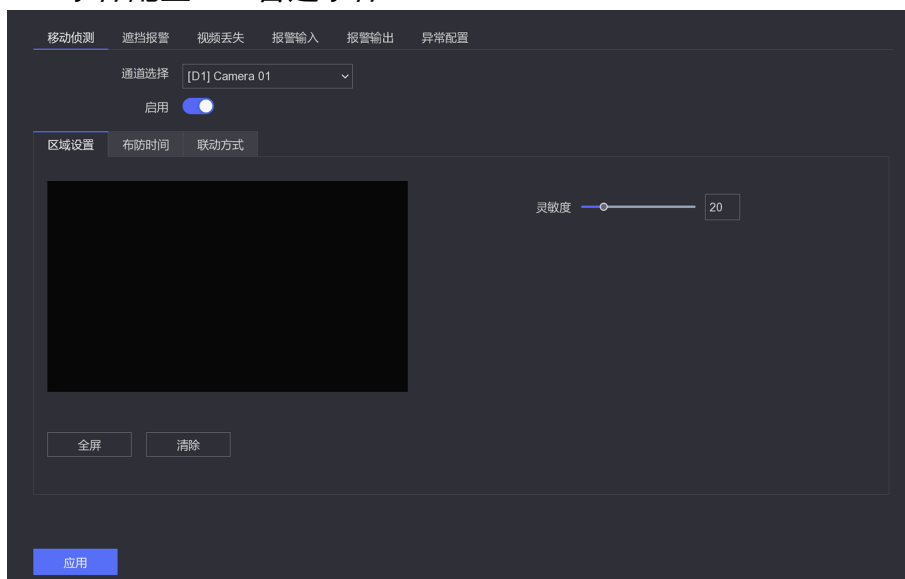 移动侦测 遮挡报警 视频丢失 报警输入 报警输出 异常配置
通道选择 [D1] Camera 01
启用
区域设置 布防时间 联动方式
灵敏度 20
全屏 清除
应用